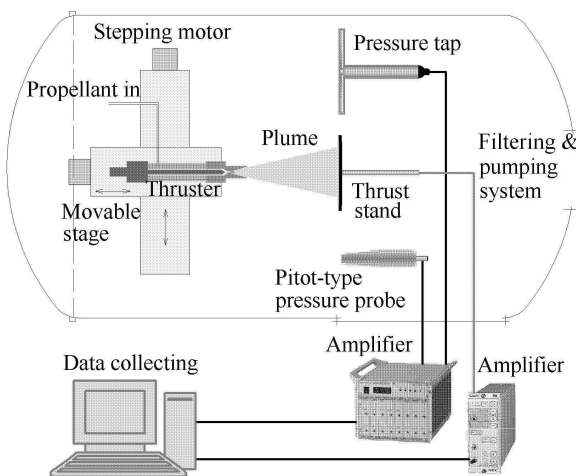 Stepping motor
Pressure tap
Propellant in
Plume
Filtering &
pumping
system
Thruster
Thrust
stand
Movable
stage
Pitot-type
pressure probe
Amplifier
Data collecting
Amplifier